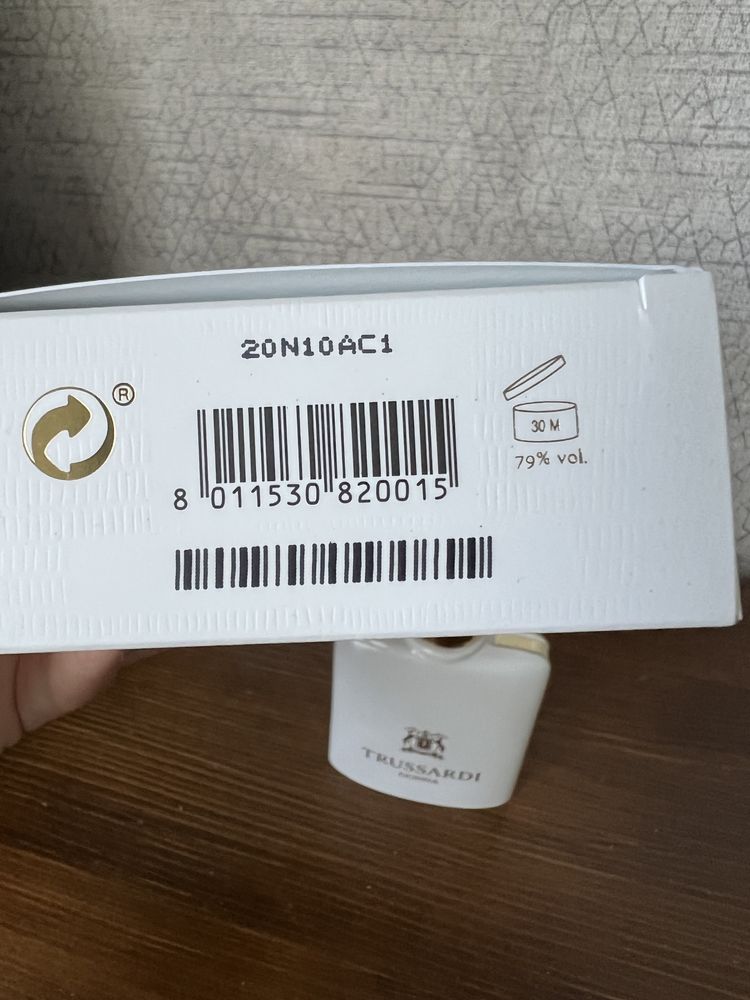 20N10AC1
®
30 M
79% vol.
8 011530 820015
TRUSSARDI